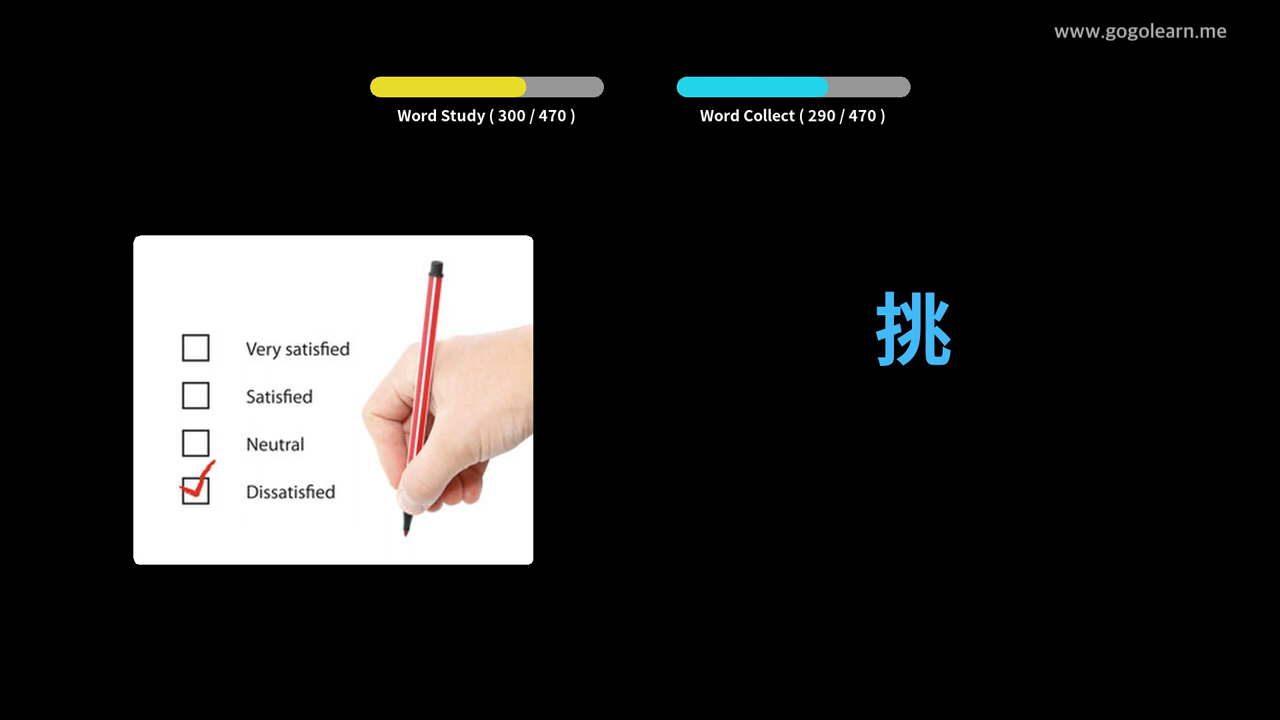 www.gogolearn.me
Word Study ( 300 / 470 )
Word Collect ( 290 / 470 )
Very satisfied
Satisfied
Neutral
Dissatisfied
挑